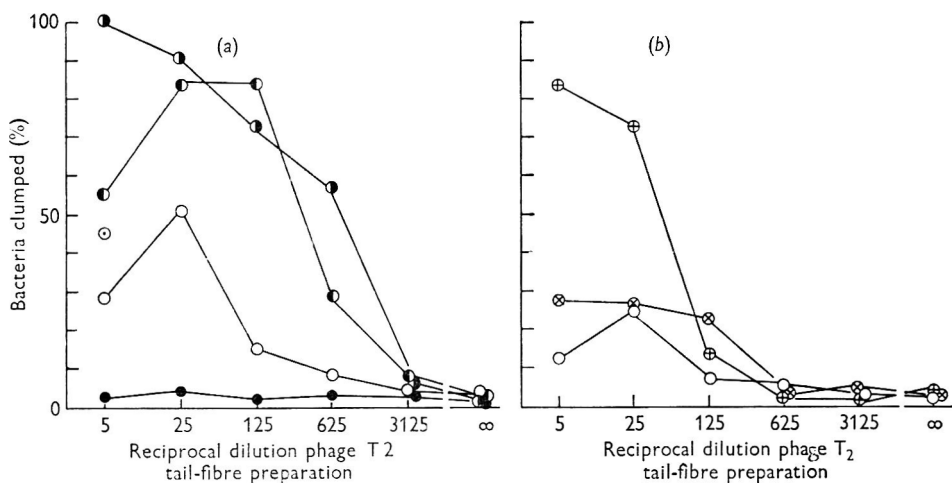 100
(a)
(b)
50
Bacteria clumped (%)
0
5 25 125 625 3125 ∞
5 25 125 625 3125 ∞
Reciprocal dilution phage T2
tail-fibre preparation
Reciprocal dilution phage T₂
tail-fibre preparation